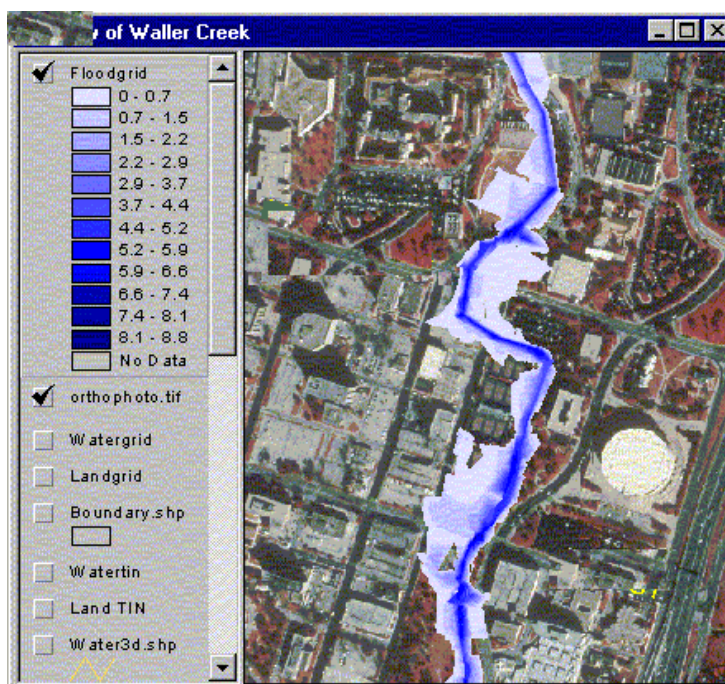 y of Waller Creek
Floodgrid
0 - 0.7
0.7 - 1.5
1.5 - 2.2
2.2 - 2.9
2.9 - 3.7
3.7 - 4.4
4.4 - 5.2
5.2 - 5.9
5.9 - 6.6
6.6 - 7.4
7.4 - 8.1
8.1 - 8.8
No Data
orthophoto.tif
Watergrid
Landgrid
Boundary.shp
Watertin
Land TIN
Water3d.shp